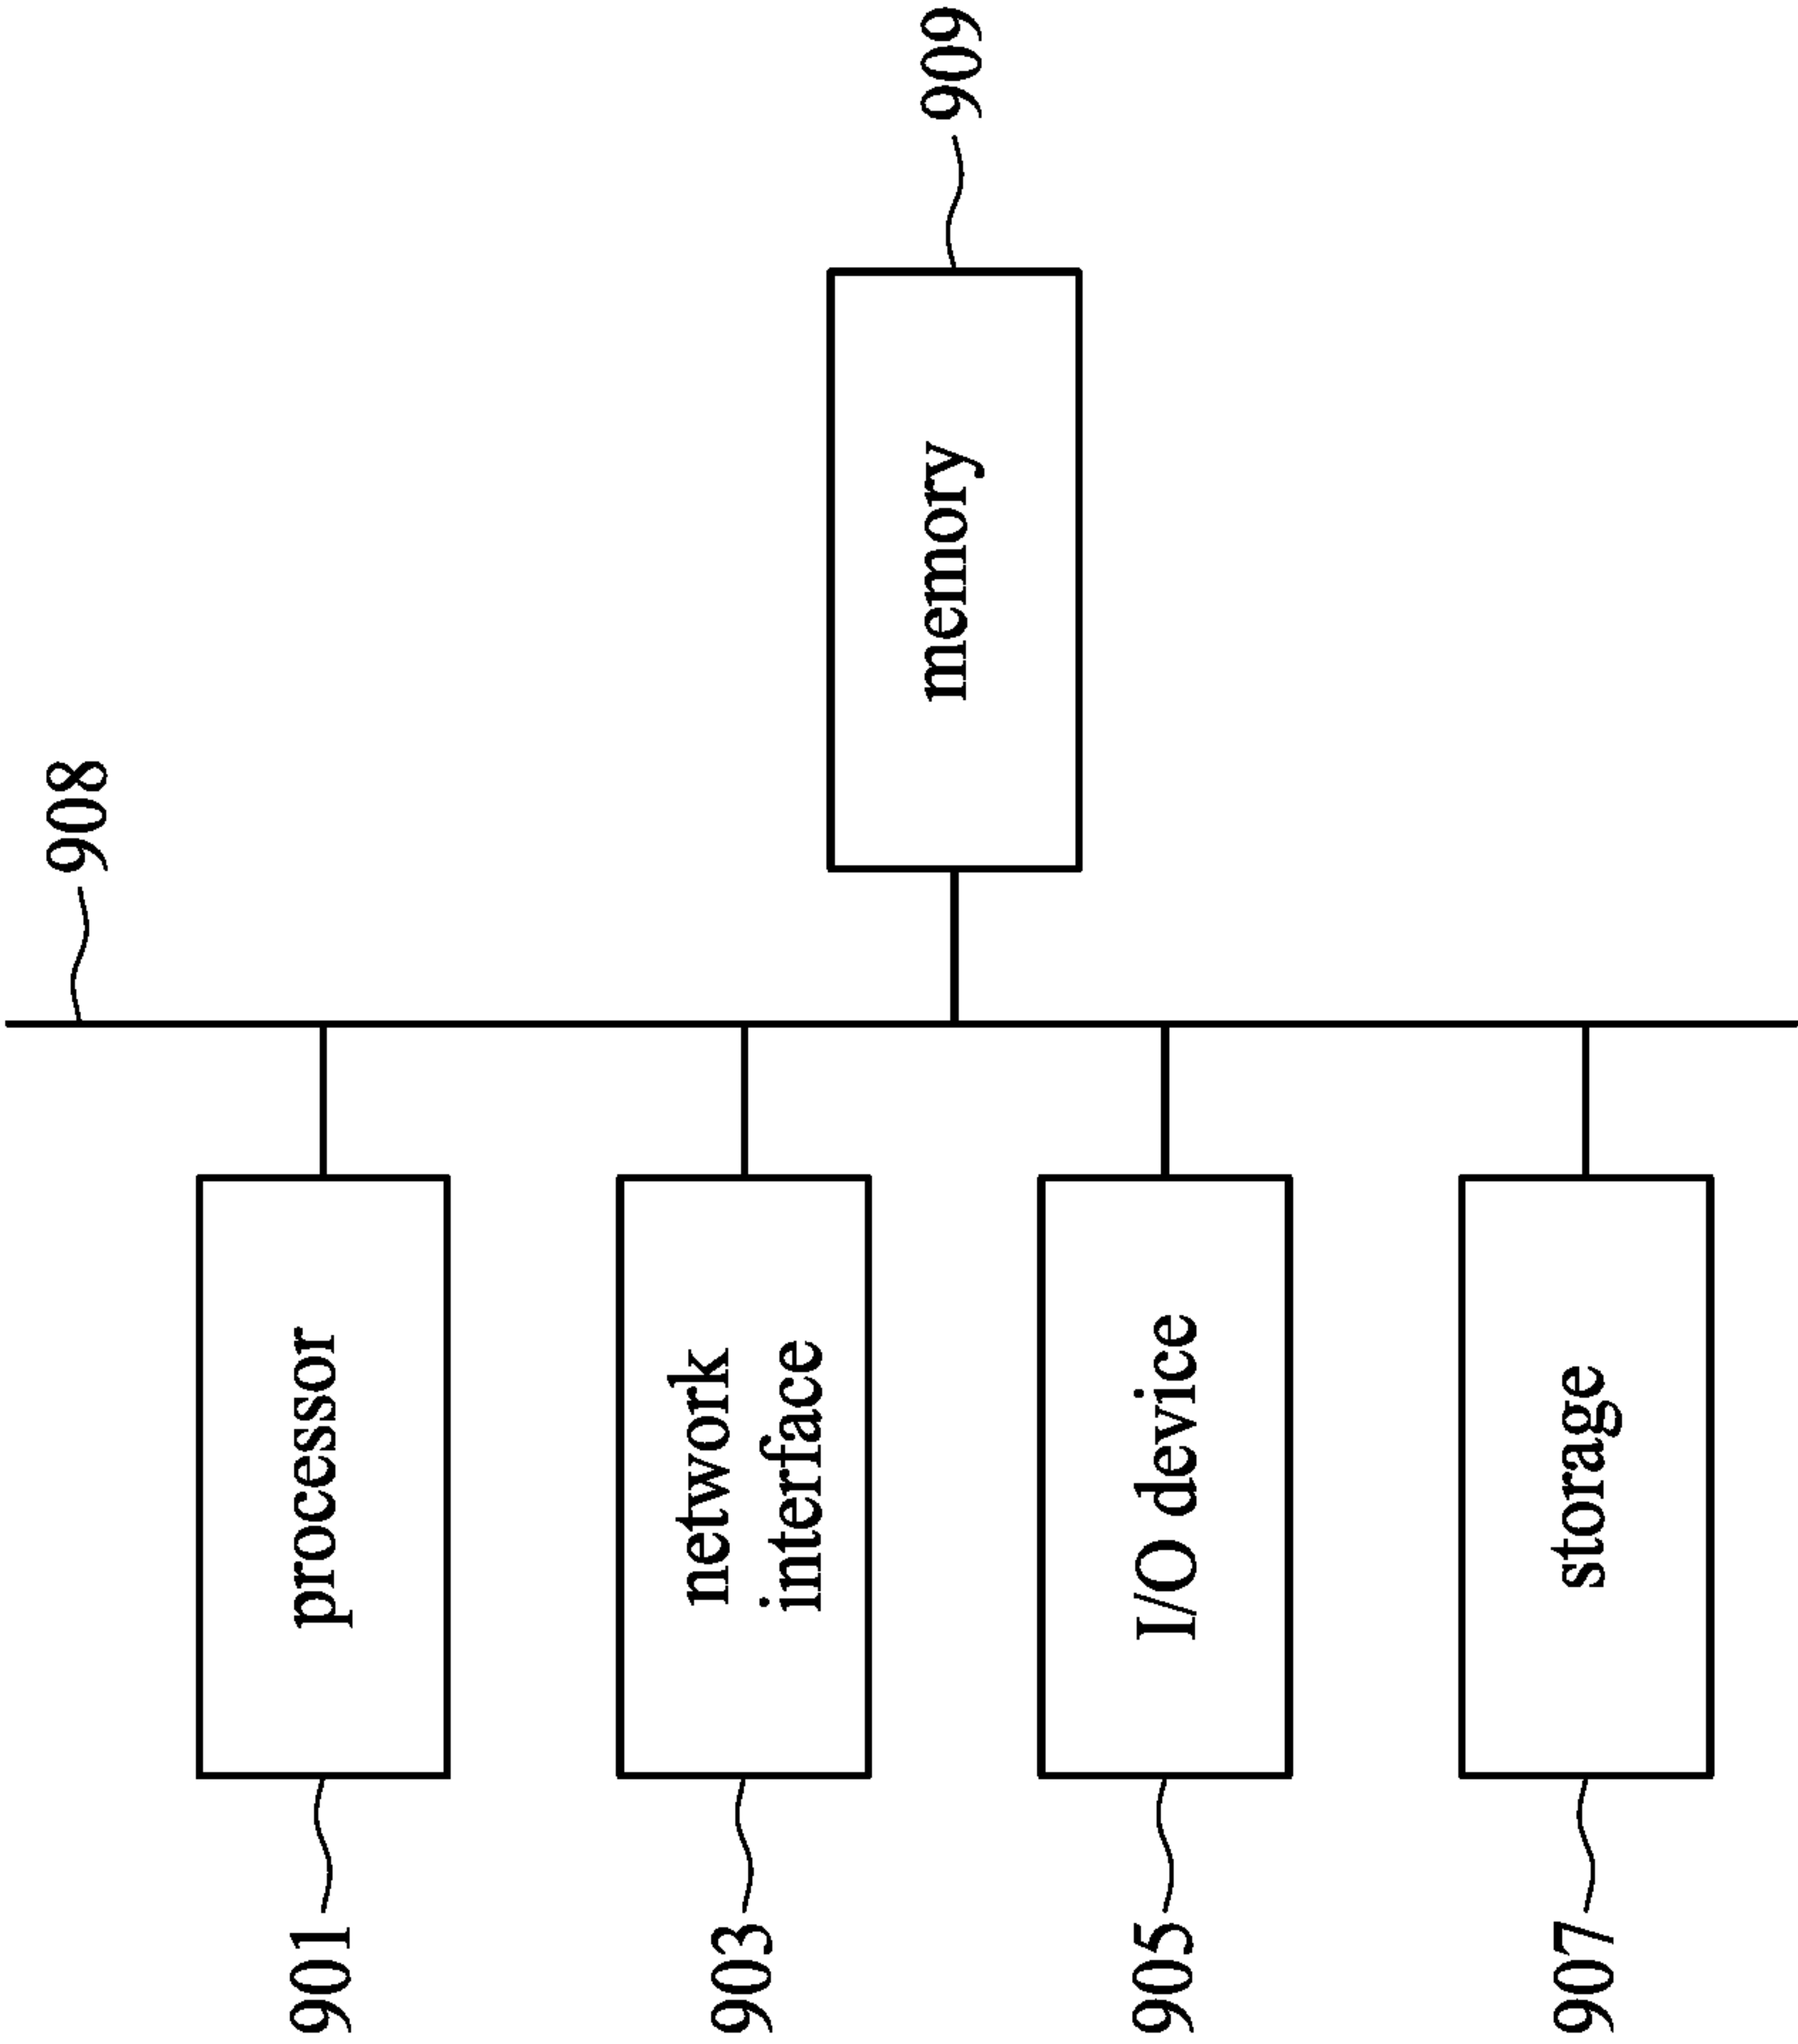 901
processor
903
network
interface
905
I/O device
907
storage
908
memory
909